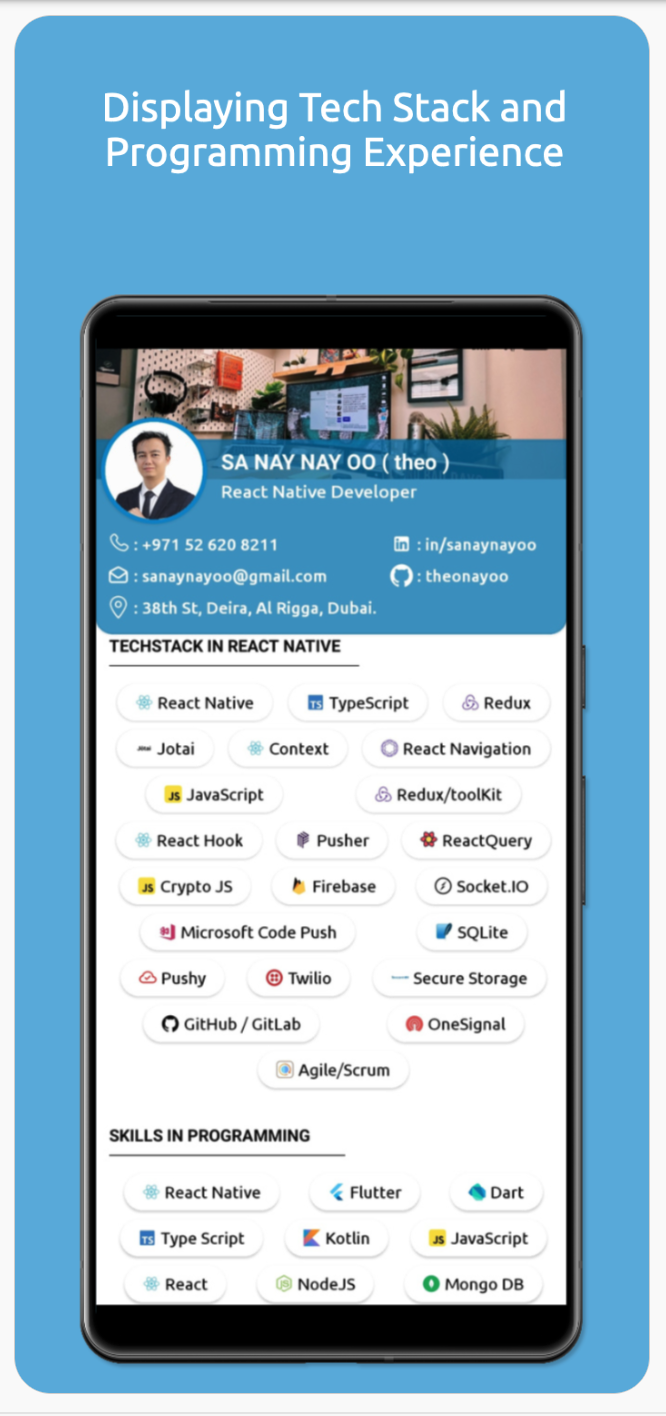 Displaying Tech Stack and
Programming Experience
SA NAY NAY OO ( theo )
React Native Developer
: +971 52 620 8211
in : in/sanaynayoo
: sanaynayoo@gmail.com
: theonayoo
: 38th St, Deira, Al Rigga, Dubai.
TECHSTACK IN REACT NATIVE
React Native TS TypeScript Redux
Jotai Jotai Context React Navigation
JS JavaScript Redux/toolKit
React Hook Pusher ReactQuery
JS Crypto JS Firebase Socket.IO
Microsoft Code Push SQLite
Pushy Twilio Secure Storage
GitHub / GitLab OneSignal
Agile/Scrum
SKILLS IN PROGRAMMING
React Native Flutter Dart
TS Type Script Kotlin JS JavaScript
React NodeJS Mongo DB